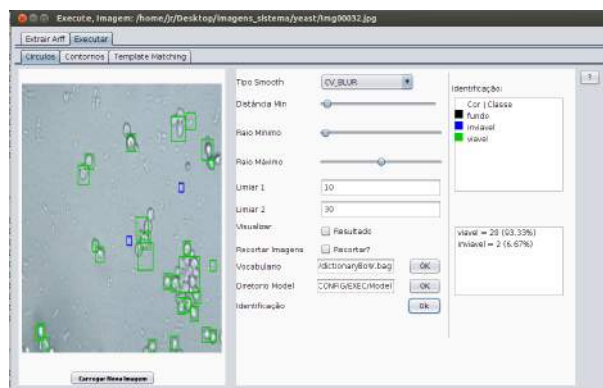 Execute, Imagem: /home/jr/Desktop/imagens_sistema/yeast/img00032.jpg
Extrair Arff Executar
Circulos Contornos Template Matching
?
Tipo Smooth CV_BLUR
Distância Min
Raio Minimo
Raio Máximo
Limiar 1 10
Limiar 2 30
Visualizar Resultado
Recortar Imagens Recortar?
Vocabulario /dictionaryBoW.bag OK
Diretorio Model CONFIG/EXEC/Model OK
Identificação Ok
Identificação:
Cor | Classe
fundo
inviavel
viavel
viavel = 28 (93.33%)
inviavel = 2 (6.67%)
Carregar Nova Imagem